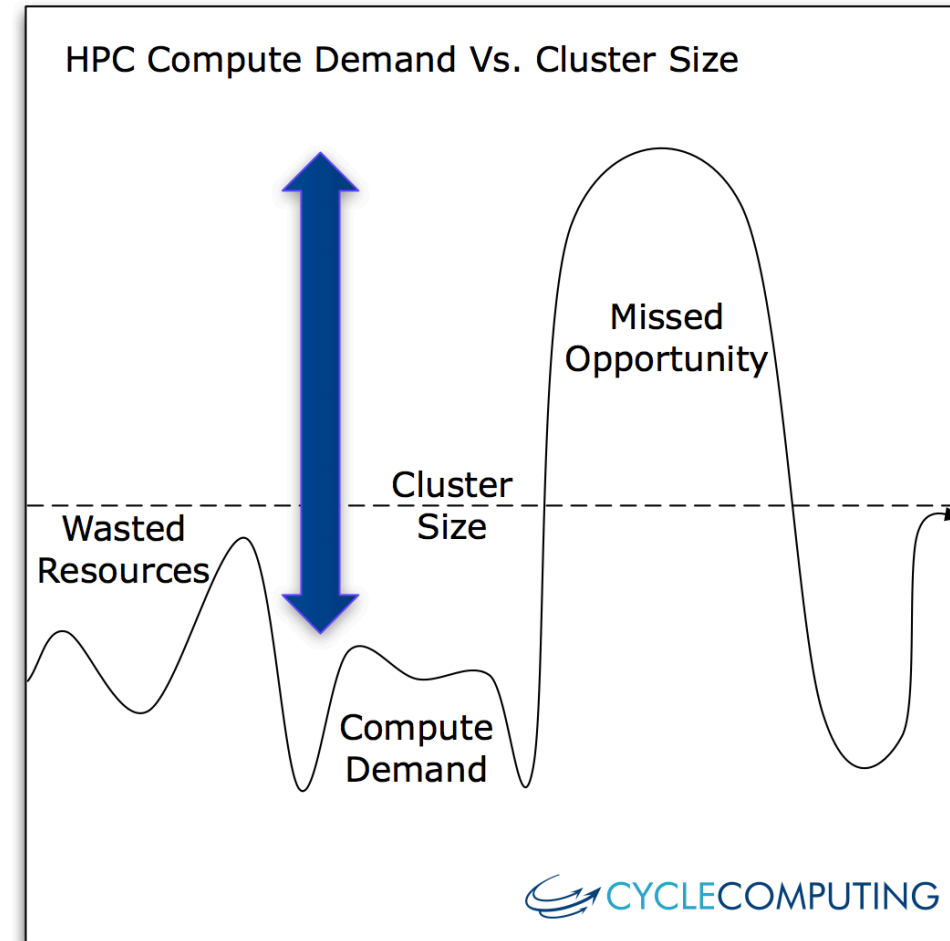 HPC Compute Demand Vs. Cluster Size
Missed
Opportunity
Cluster
Size
Wasted
Resources
Compute
Demand
CYCLECOMPUTING